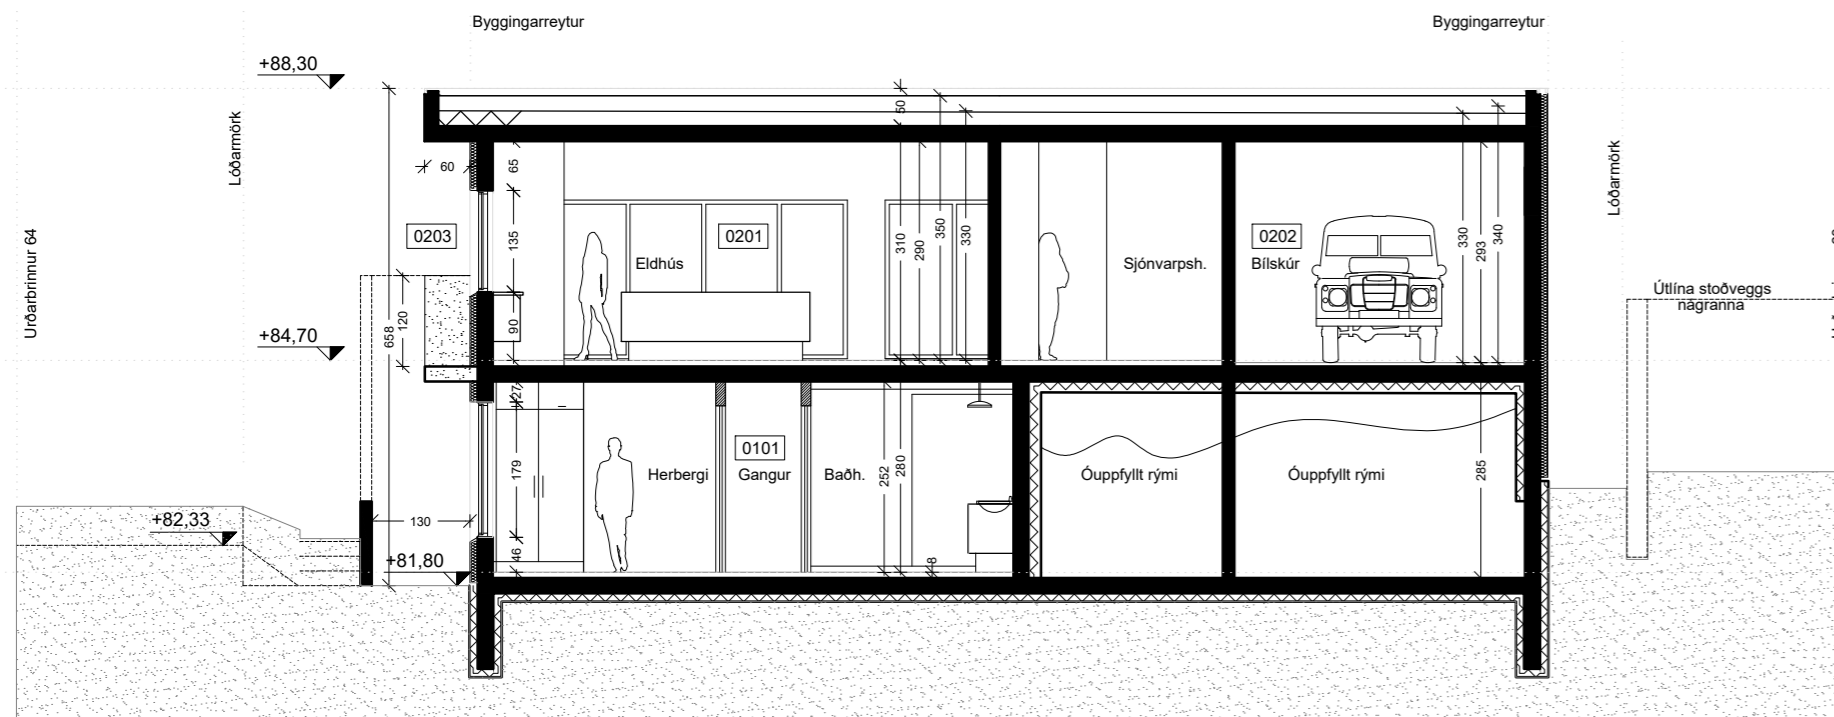 Byggingarreytur
Byggingarreytur
+88,30
Lóðarmörk
Lóðarmörk
Urðarbrinnur 64
60
65
50
0203
135
0201
310
290
350
330
0202
330
293
340
Eldhús
Sjónvarpsh.
Bílskúr
Útlína stoðveggs
nágranna
+84,70
658
120
90
27
179
0101
Herbergi
Gangur
Baðh.
252
280
Óuppfyllt rými
Óuppfyllt rými
285
+82,33
130
+81,80
46
8